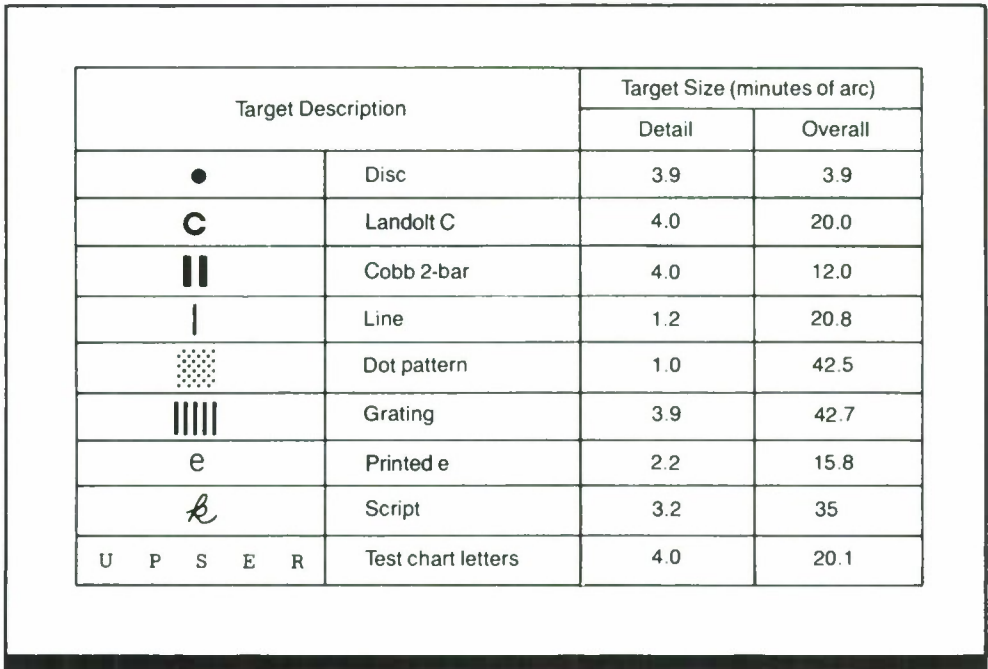 Target Description
Target Size (minutes of arc)
Detail Overall
Disc 3.9 3.9
C Landolt C 4.0 20.0
Cobb 2-bar 4.0 12.0
Line 1.2 20.8
Dot pattern 1.0 42.5
Grating 3.9 42.7
e Printed e 2.2 15.8
k Script 3.2 35
U P S E R Test chart letters 4.0 20.1